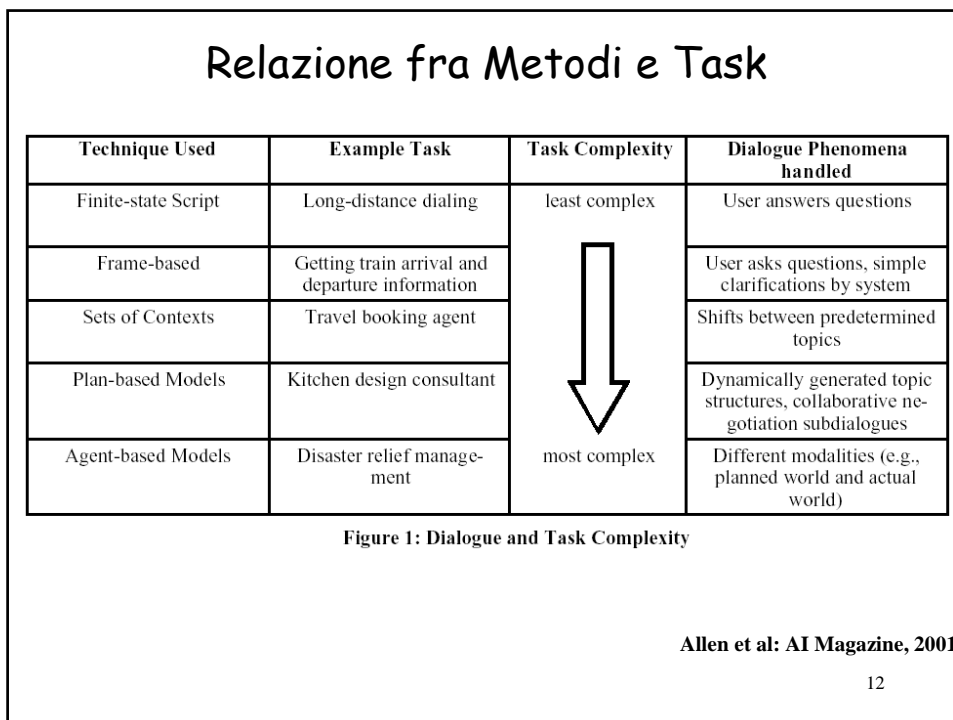 Relazione fra Metodi e Task
Technique Used
Example Task
Task Complexity
Dialogue Phenomena
handled
Finite-state Script
Long-distance dialing
least complex
User answers questions
Frame-based
Getting train arrival and
departure information
User asks questions, simple
clarifications by system
Sets of Contexts
Travel booking agent
Shifts between predetermined
topics
Plan-based Models
Kitchen design consultant
Dynamically generated topic
structures, collaborative ne-
gotiation subdialogues
Agent-based Models
Disaster relief manage-
ment
most complex
Different modalities (e.g.,
planned world and actual
world)
Figure 1: Dialogue and Task Complexity
Allen et al: AI Magazine, 2001
12